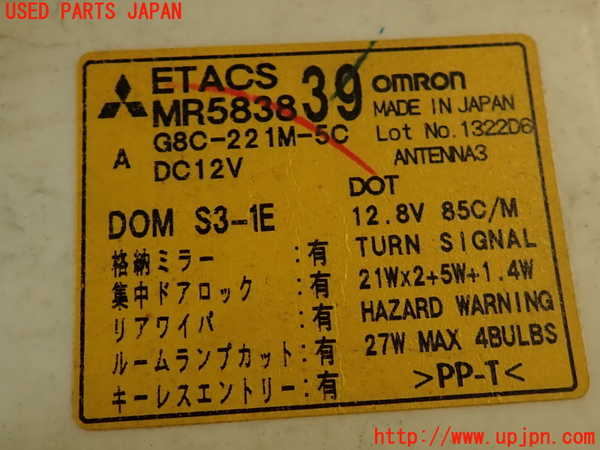 USED PARTS JAPAN
ETACS
MR583839
G8C-221M-5C
A
DC12V
DOM S3-1E
格納ミラー :有
集中ドアロック :有
リアワイパ :有
ルームランプカット:有
キーレスエントリー:有
omron
MADE IN JAPAN
Lot No.1322D6
ANTENNA3
DOT
12.8V 85C/M
TURN SIGNAL
21W×2+5W+1.4W
HAZARD WARNING
27W MAX 4BULBS
>PP-T<
http://www.upjpn.com/